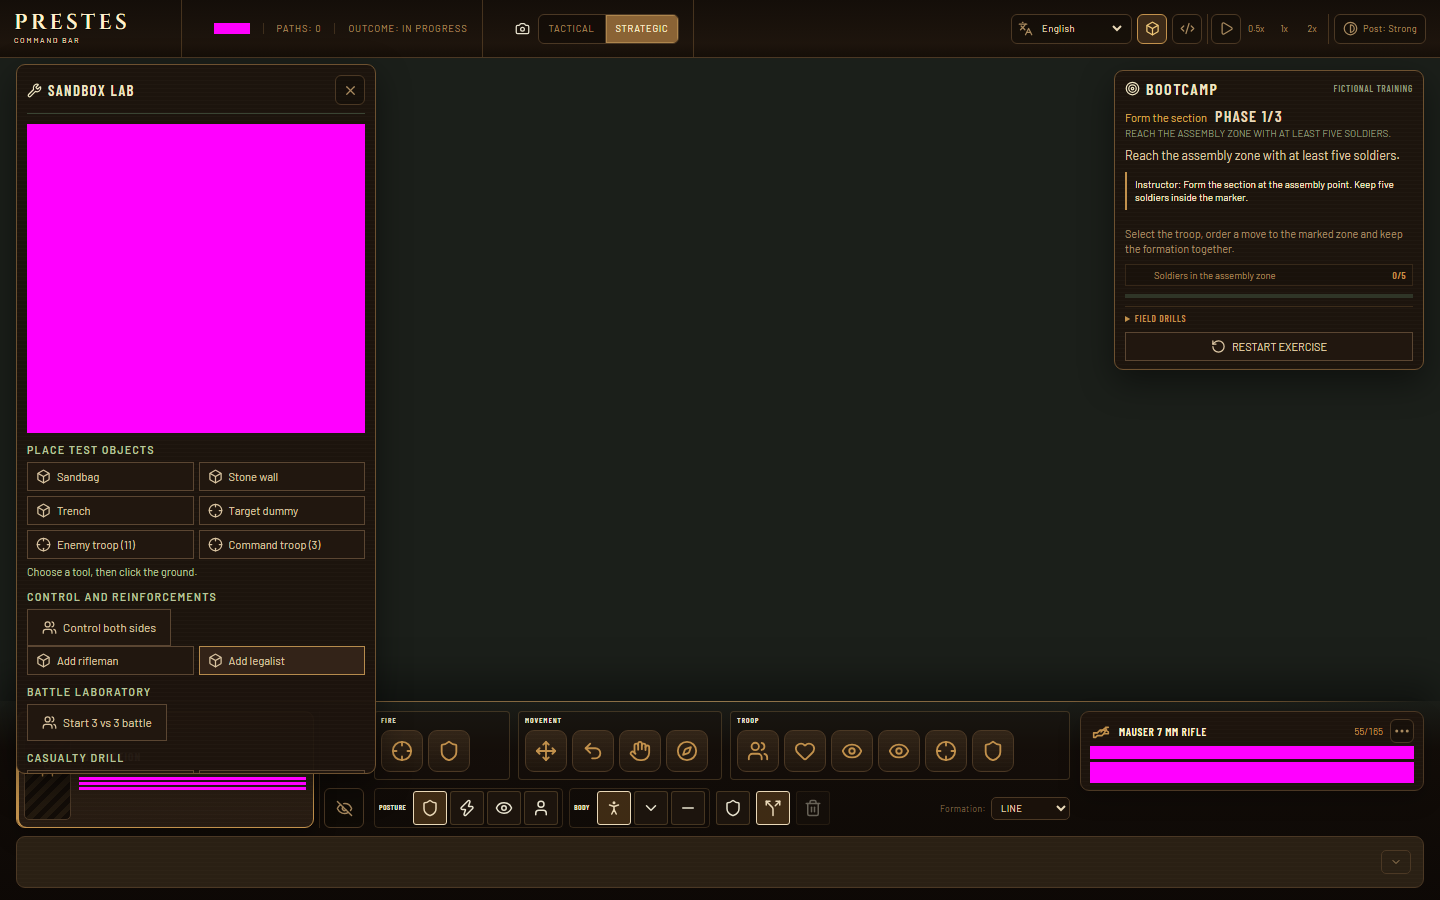 PRESTES
COMMAND BAR
PATHS: 0
OUTCOME: IN PROGRESS
TACTICAL
STRATEGIC
English
0.5x
1x
2x
Post: Strong
SANDBOX LAB
PLACE TEST OBJECTS
Sandbag
Stone wall
Trench
Target dummy
Enemy troop (11)
Command troop (3)
Choose a tool, then click the ground.
CONTROL AND REINFORCEMENTS
Control both sides
Add rifleman
Add legalist
BATTLE LABORATORY
Start 3 vs 3 battle
CASUALTY DRILL
BOOTCAMP
FICTIONAL TRAINING
Form the section PHASE 1/3
REACH THE ASSEMBLY ZONE WITH AT LEAST FIVE SOLDIERS.
Reach the assembly zone with at least five soldiers.
Instructor: Form the section at the assembly point. Keep five
soldiers inside the marker.
Select the troop, order a move to the marked zone and keep
the formation together.
Soldiers in the assembly zone
0/5
FIELD DRILLS
RESTART EXERCISE
FIRE
MOVEMENT
TROOP
POSTURE
BODY
Formation:
LINE
MAUSER 7 MM RIFLE
55/165